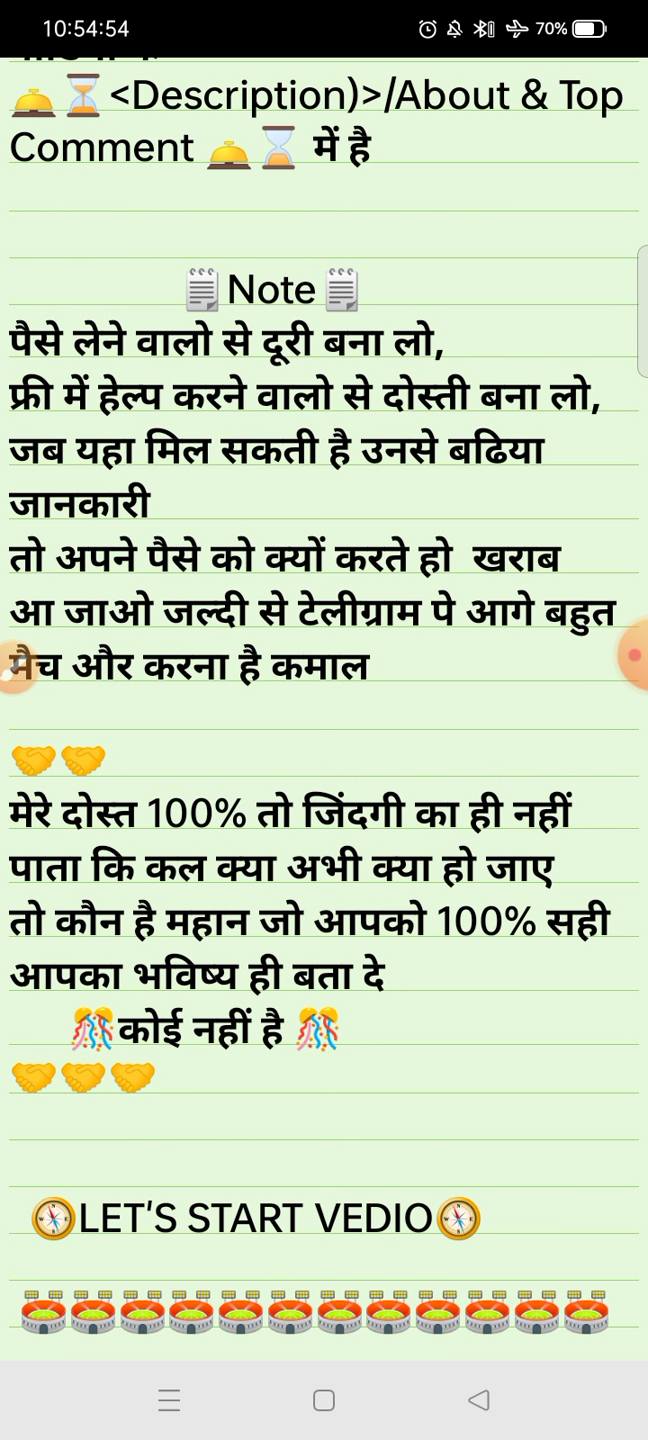 10:54:54 70%
<Description)>/About & Top
Comment में है
Note
पैसे लेने वालो से दूरी बना लो,
फ्री में हेल्प करने वालो से दोस्ती बना लो,
जब यहा मिल सकती है उनसे बढिया
जानकारी
तो अपने पैसे को क्यों करते हो खराब
आ जाओ जल्दी से टेलीग्राम पे आगे बहुत
मैच और करना है कमाल
मेरे दोस्त 100% तो जिंदगी का ही नहीं
पाता कि कल क्या अभी क्या हो जाए
तो कौन है महान जो आपको 100% सही
आपका भविष्य ही बता दे
कोई नहीं है
LET'S START VEDIO